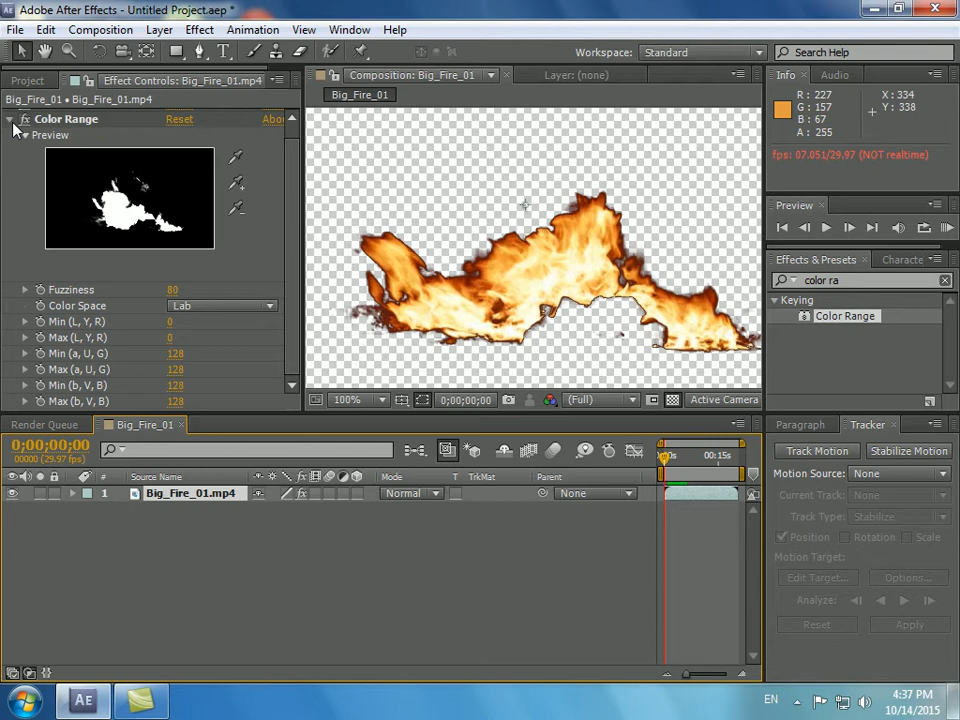 Adobe After Effects - Untitled Project.aep *
File Edit Composition Layer Effect Animation View Window Help
Workspace: Standard Search Help
Project Effect Controls: Big_Fire_01.mp4
Big_Fire_01 • Big_Fire_01.mp4
fx Color Range Reset Abou
Preview
Fuzziness 80
Color Space Lab
Min (L, Y, R) 0
Max (L, Y, R) 0
Min (a, U, G) 128
Max (a, U, G) 128
Min (b, V, B) 128
Max (b, V, B) 128
Composition: Big_Fire_01 Layer: (none)
Big_Fire_01
100% 0;00;00;00 (Full) Active Camera
Info Audio
R : 227 X : 334
G : 157 Y : 338
B : 67
A : 255
fps: 07.051/29.97 (NOT realtime)
Preview
Effects & Presets Characte
color ra
Keying
Color Range
Render Queue Big_Fire_01
0;00;00;00
00000 (29.97 fps)
# Source Name Mode T TrkMat Parent
1 Big_Fire_01.mp4 fx Normal None
00:15s
Paragraph Tracker
Track Motion Stabilize Motion
Motion Source: None
Current Track: None
Track Type: Stabilize
Position Rotation Scale
Motion Target:
Edit Target... Options...
Analyze:
Reset Apply
Ae EN 4:37 PM
10/14/2015